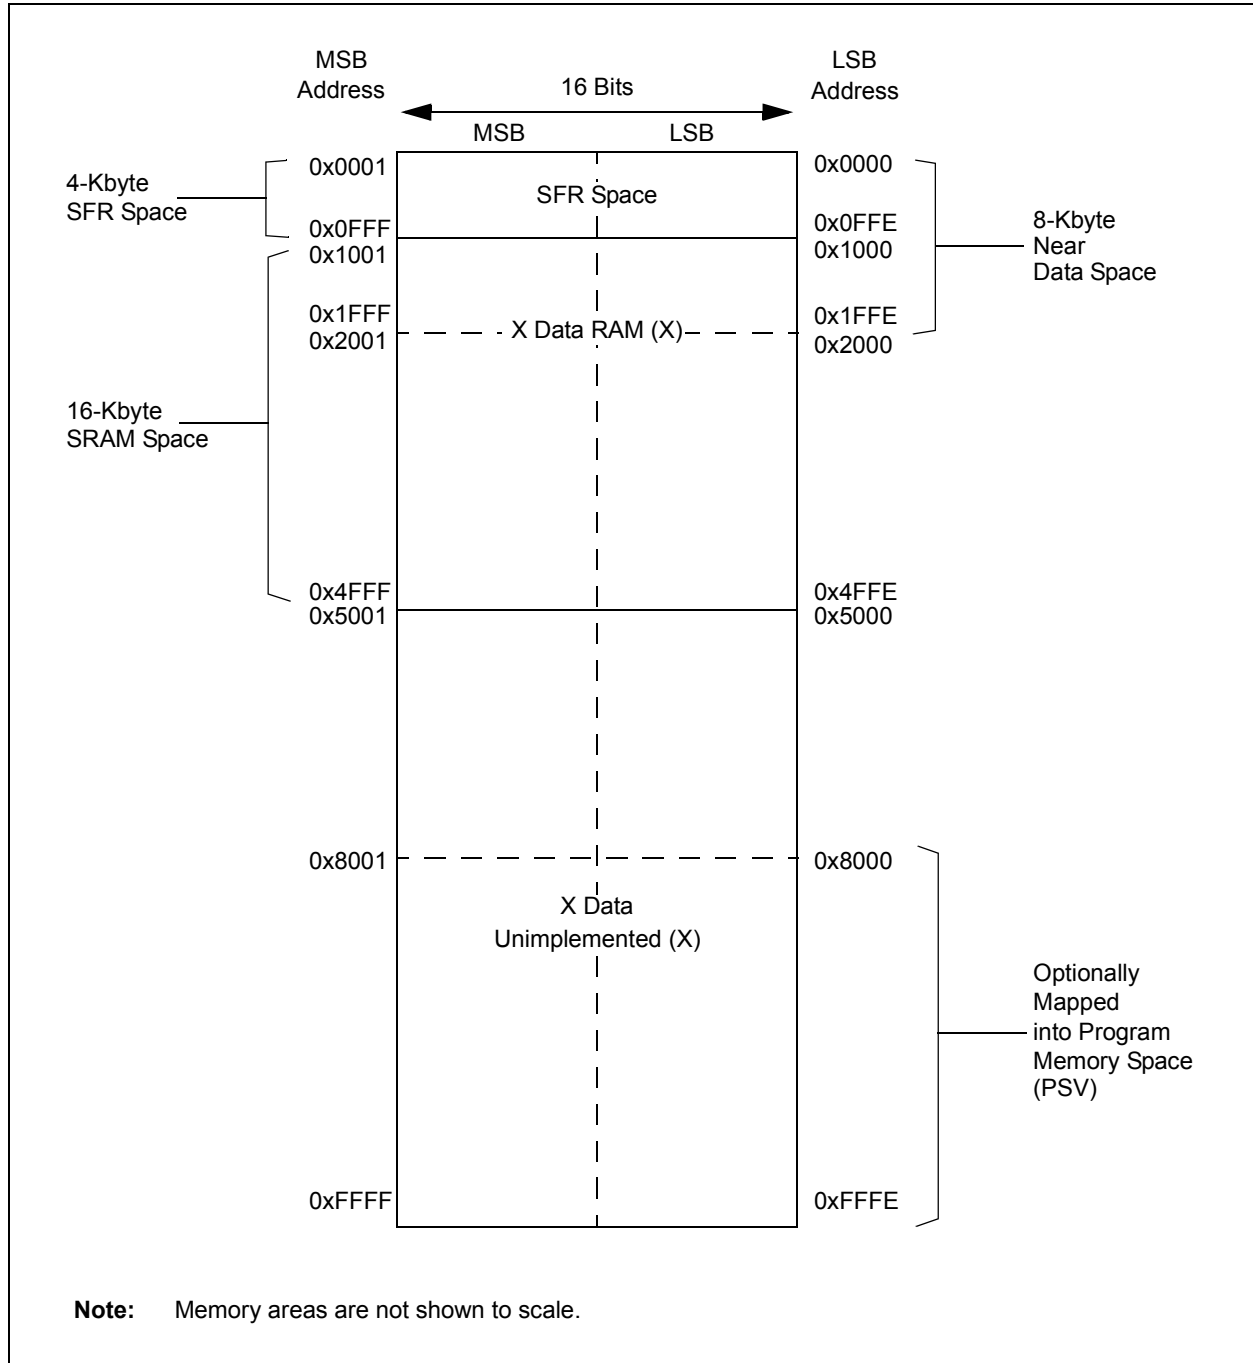 MSB
Address
LSB
Address
16 Bits
MSB
LSB
0x0001
0x0000
4-Kbyte
SFR Space
SFR Space
0x0FFF
0x0FFE
0x1001
0x1000
8-Kbyte
Near
Data Space
0x1FFF
0x1FFE
X Data RAM (X)
0x2001
0x2000
16-Kbyte
SRAM Space
0x4FFF
0x4FFE
0x5001
0x5000
0x8001
0x8000
X Data
Unimplemented (X)
Optionally
Mapped
into Program
Memory Space
(PSV)
0xFFFF
0xFFFE
Note: Memory areas are not shown to scale.